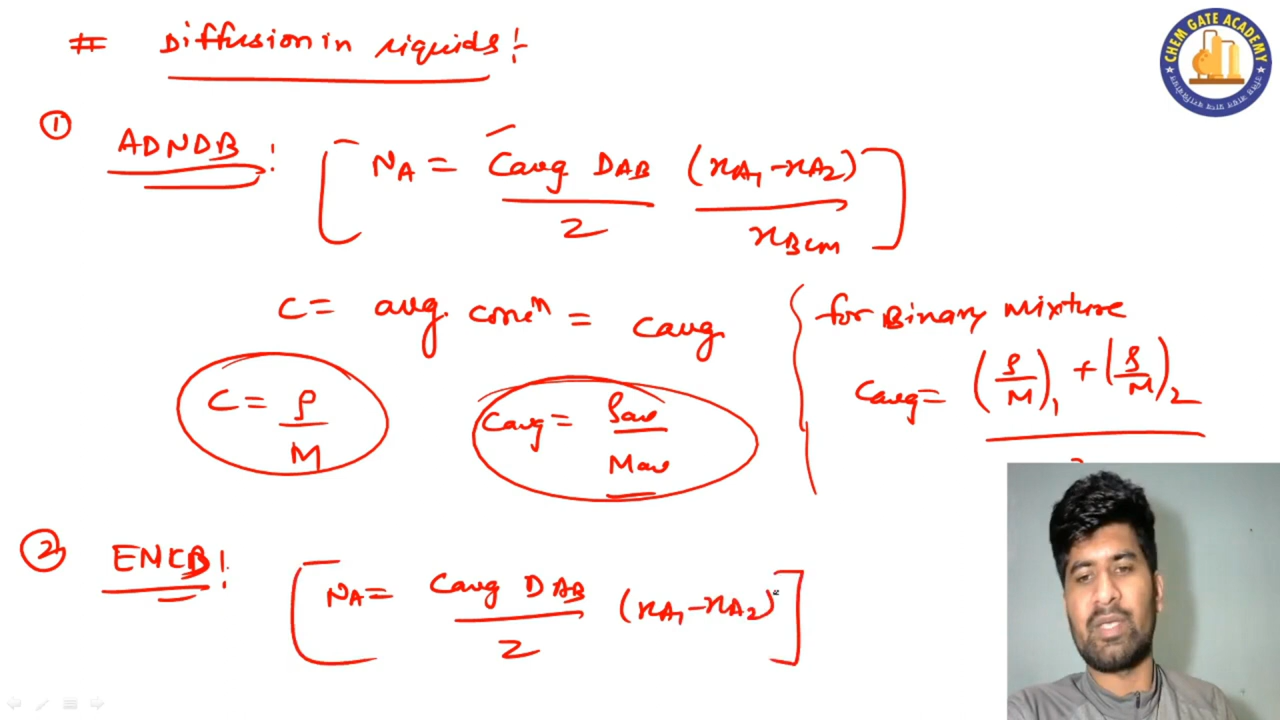 # Diffusion in Liquids :-
① ADNDB : [ NA = Cavg DAB / z (xA1 - xA2) / xBLM ]
C = avg. concⁿ = Cavg
C = ρ / M
Cavg = ρav / Mav
for Binary Mixture
Cavg = (ρ/M)1 + (ρ/M)2
② EMCB : [ NA = Cavg DAB / z (xA1 - xA2) ]
CHEM GATE ACADEMY